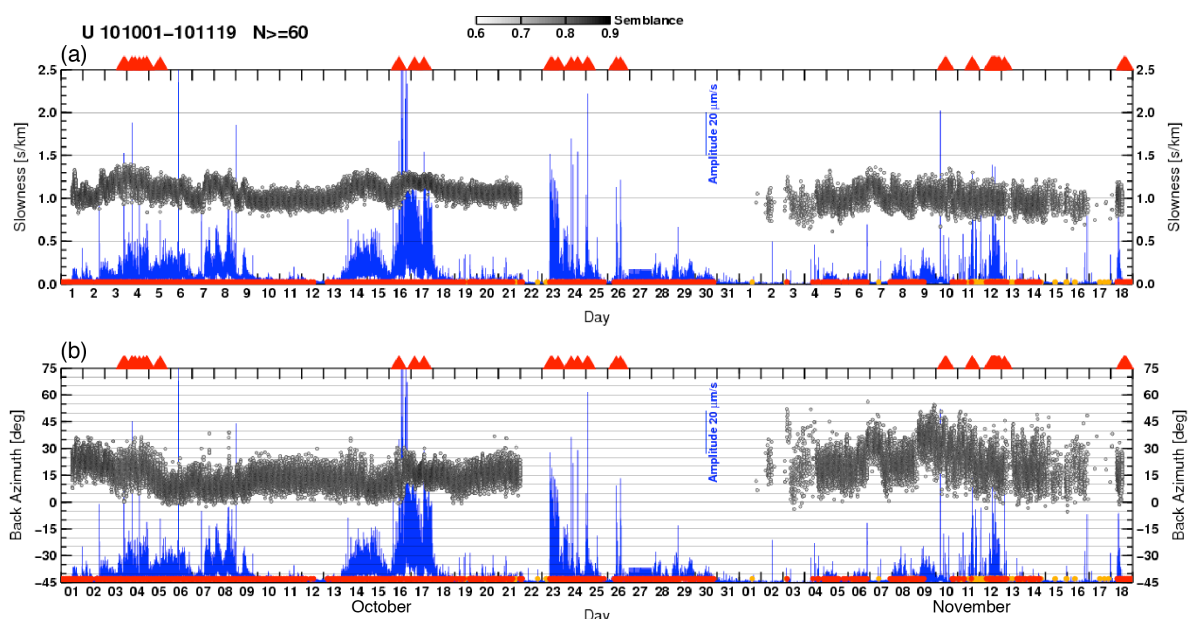 U 101001−101119 N>=60
Semblance
0.6 0.7 0.8 0.9
(a)
2.5 2.5
2.0 2.0
1.5 1.5
1.0 1.0
0.5 0.5
0.0 0.0
Slowness [s/km]
Amplitude 20 μm/s
Slowness [s/km]
1 2 3 4 5 6 7 8 9 10 11 12 13 14 15 16 17 18 19 20 21 22 23 24 25 26 27 28 29 30 31 1 2 3 4 5 6 7 8 9 10 11 12 13 14 15 16 17 18
Day
(b)
75 75
60 60
45 45
30 30
15 15
0 0
−15 −15
−30 −30
−45 −45
Back Azimuth [deg]
Amplitude 20 μm/s
Back Azimuth [deg]
01 02 03 04 05 06 07 08 09 10 11 12 13 14 15 16 17 18 19 20 21 22 23 24 25 26 27 28 29 30 31 01 02 03 04 05 06 07 08 09 10 11 12 13 14 15 16 17 18
October Day November